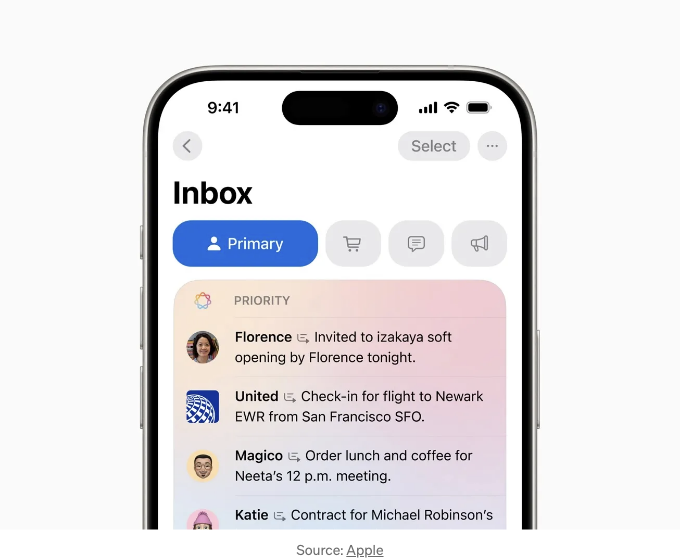 9:41
Select
Inbox
Primary
PRIORITY
Florence Invited to izakaya soft
opening by Florence tonight.
United Check-in for flight to Newark
EWR from San Francisco SFO.
Magico Order lunch and coffee for
Neeta's 12 p.m. meeting.
Katie Contract for Michael Robinson's
Source: Apple